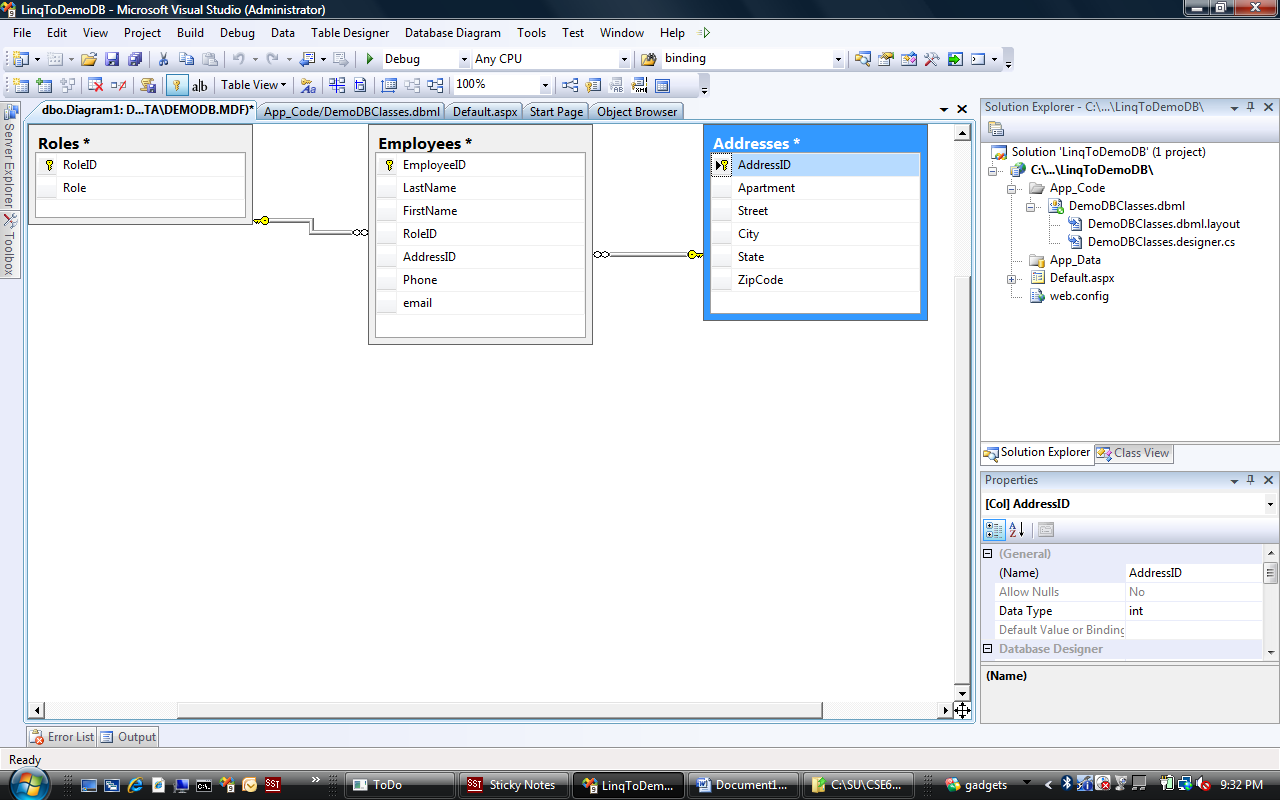 LinqToDemoDB - Microsoft Visual Studio (Administrator)
File Edit View Project Build Debug Data Table Designer Database Diagram Tools Test Window Help
Debug Any CPU binding
ab Table View 100%
dbo.Diagram1: D...TA\DEMODB.MDF)* App_Code/DemoDBClasses.dbml Default.aspx Start Page Object Browser
Server Explorer
Toolbox
Roles *
RoleID
Role
Employees *
EmployeeID
LastName
FirstName
RoleID
AddressID
Phone
email
Addresses *
AddressID
Apartment
Street
City
State
ZipCode
Solution Explorer - C:\...\LinqToDemoDB\
Solution 'LinqToDemoDB' (1 project)
C:\...\LinqToDemoDB\
App_Code
DemoDBClasses.dbml
DemoDBClasses.dbml.layout
DemoDBClasses.designer.cs
App_Data
Default.aspx
web.config
Solution Explorer Class View
Properties
[Col] AddressID
(General)
(Name) AddressID
Allow Nulls No
Data Type int
Default Value or Binding
Database Designer
(Name)
Error List Output
Ready
SST
ToDo
SST Sticky Notes
LinqToDem...
Document1...
C:\SU\CSE6...
gadgets
9:32 PM